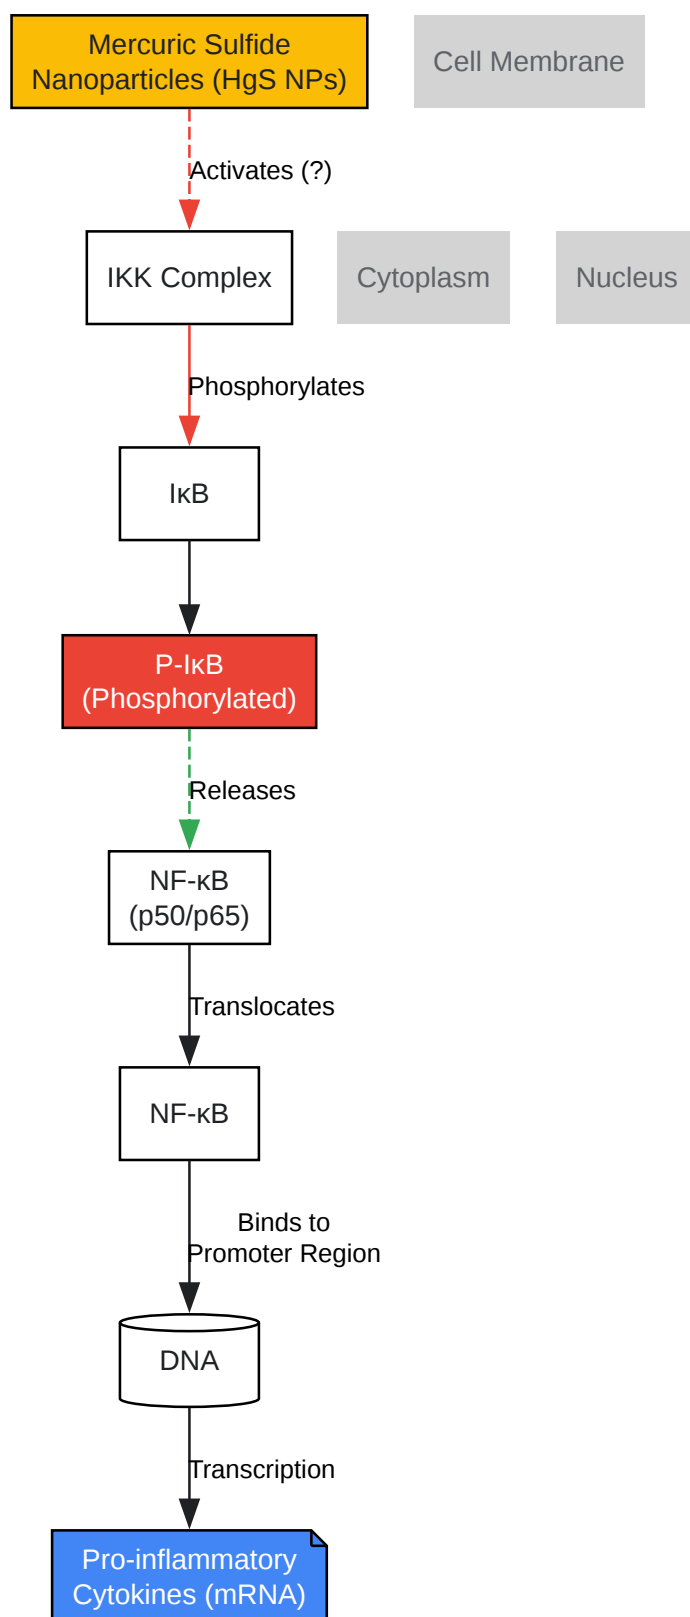 Mercuric Sulfide
Nanoparticles (HgS NPs)
Cell Membrane
Activates (?)
IKK Complex
Cytoplasm
Nucleus
Phosphorylates
IκB
P-IκB
(Phosphorylated)
Releases
NF-κB
(p50/p65)
Translocates
NF-κB
Binds to
Promoter Region
DNA
Transcription
Pro-inflammatory
Cytokines (mRNA)